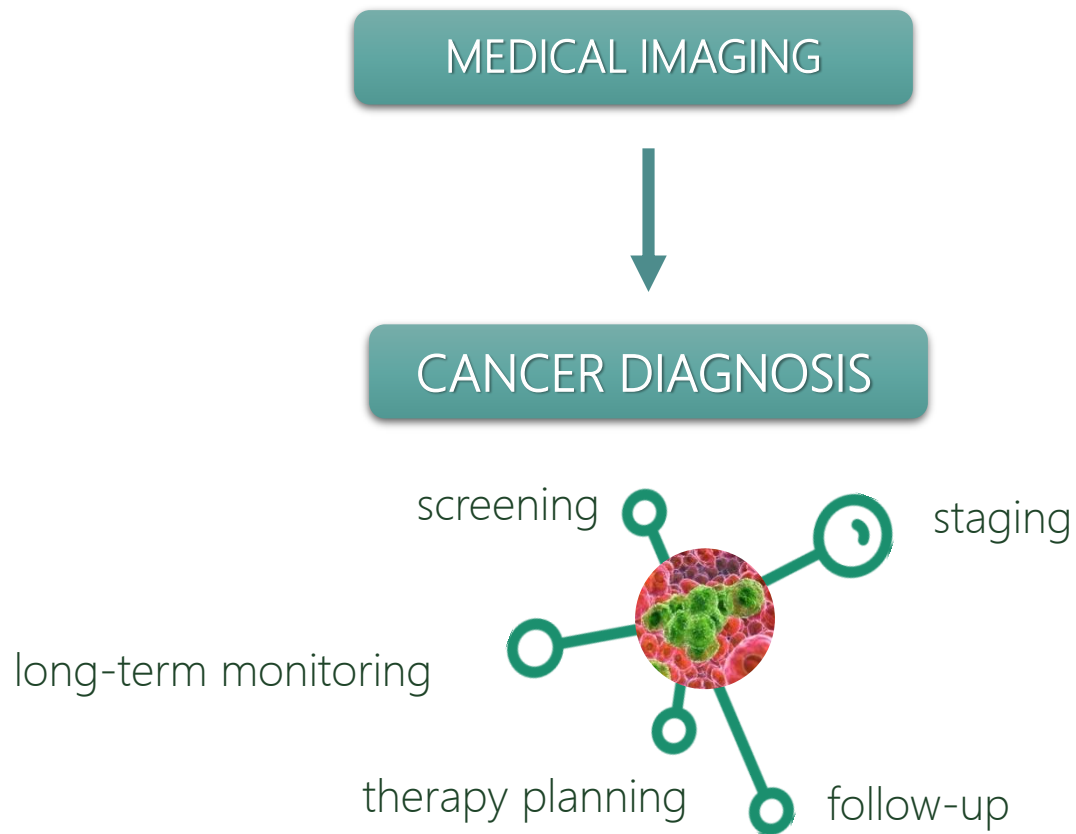 MEDICAL IMAGING
CANCER DIAGNOSIS
screening
staging
long-term monitoring
therapy planning
follow-up